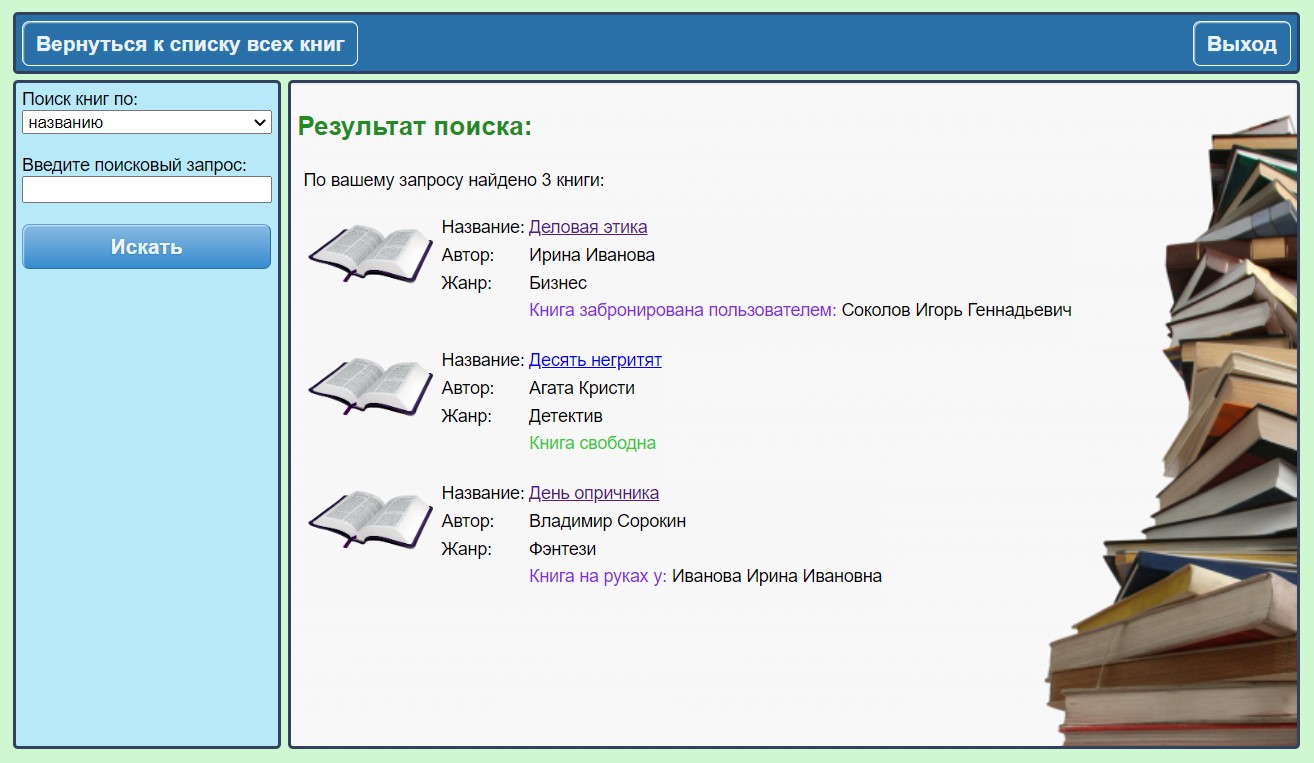 Вернуться к списку всех книг
Выход
Поиск книг по:
названию
Введите поисковый запрос:
Искать
Результат поиска:
По вашему запросу найдено 3 книги:
Название: Деловая этика
Автор: Ирина Иванова
Жанр: Бизнес
Книга забронирована пользователем: Соколов Игорь Геннадьевич
Название: Десять негритят
Автор: Агата Кристи
Жанр: Детектив
Книга свободна
Название: День опричника
Автор: Владимир Сорокин
Жанр: Фэнтези
Книга на руках у: Иванова Ирина Ивановна